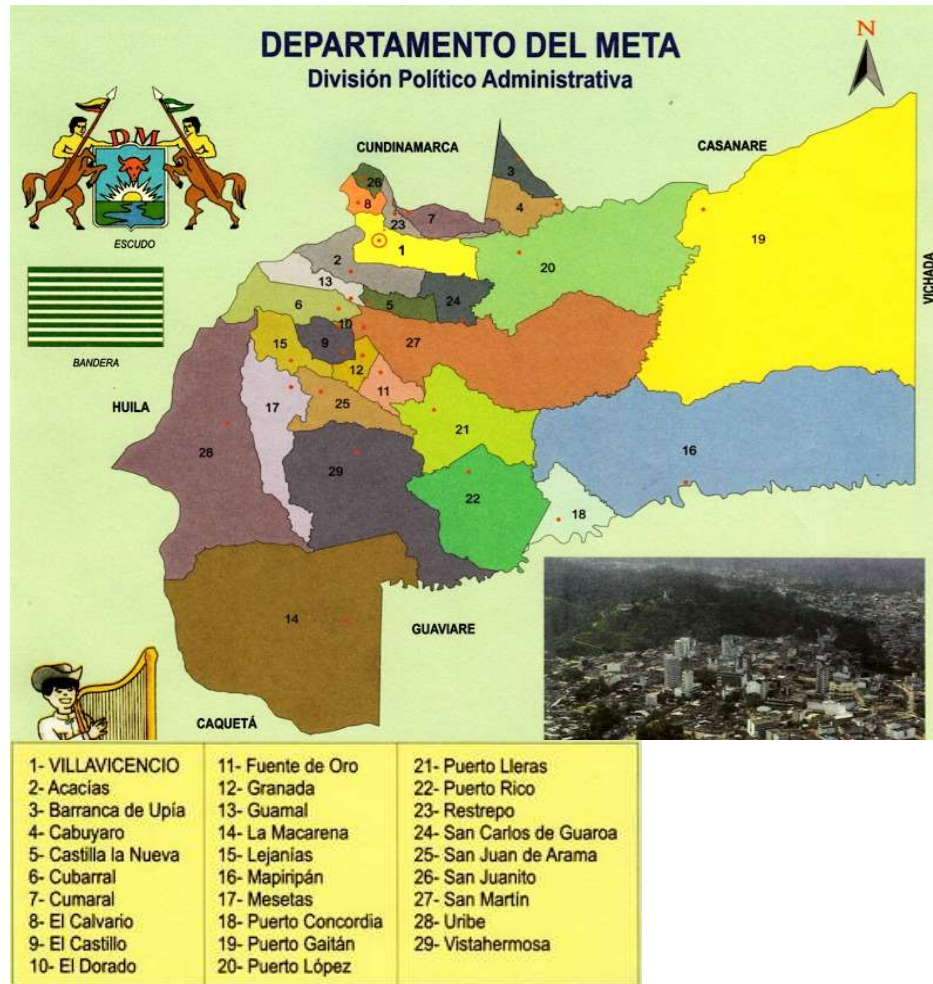 DEPARTAMENTO DEL META
División Político Administrativa
N
DM
ESCUDO
BANDERA
CUNDINAMARCA
CASANARE
VICHADA
HUILA
GUAVIARE
CAQUETÁ
26
3
8
4
7
23
1
19
2
20
13
6
5
24
10
15
9
27
12
11
17
25
21
28
29
16
22
18
14
1- VILLAVICENCIO
2- Acacías
3- Barranca de Upía
4- Cabuyaro
5- Castilla la Nueva
6- Cubarral
7- Cumaral
8- El Calvario
9- El Castillo
10- El Dorado
11- Fuente de Oro
12- Granada
13- Guamal
14- La Macarena
15- Lejanías
16- Mapiripán
17- Mesetas
18- Puerto Concordia
19- Puerto Gaitán
20- Puerto López
21- Puerto Lleras
22- Puerto Rico
23- Restrepo
24- San Carlos de Guaroa
25- San Juan de Arama
26- San Juanito
27- San Martín
28- Uribe
29- Vistahermosa